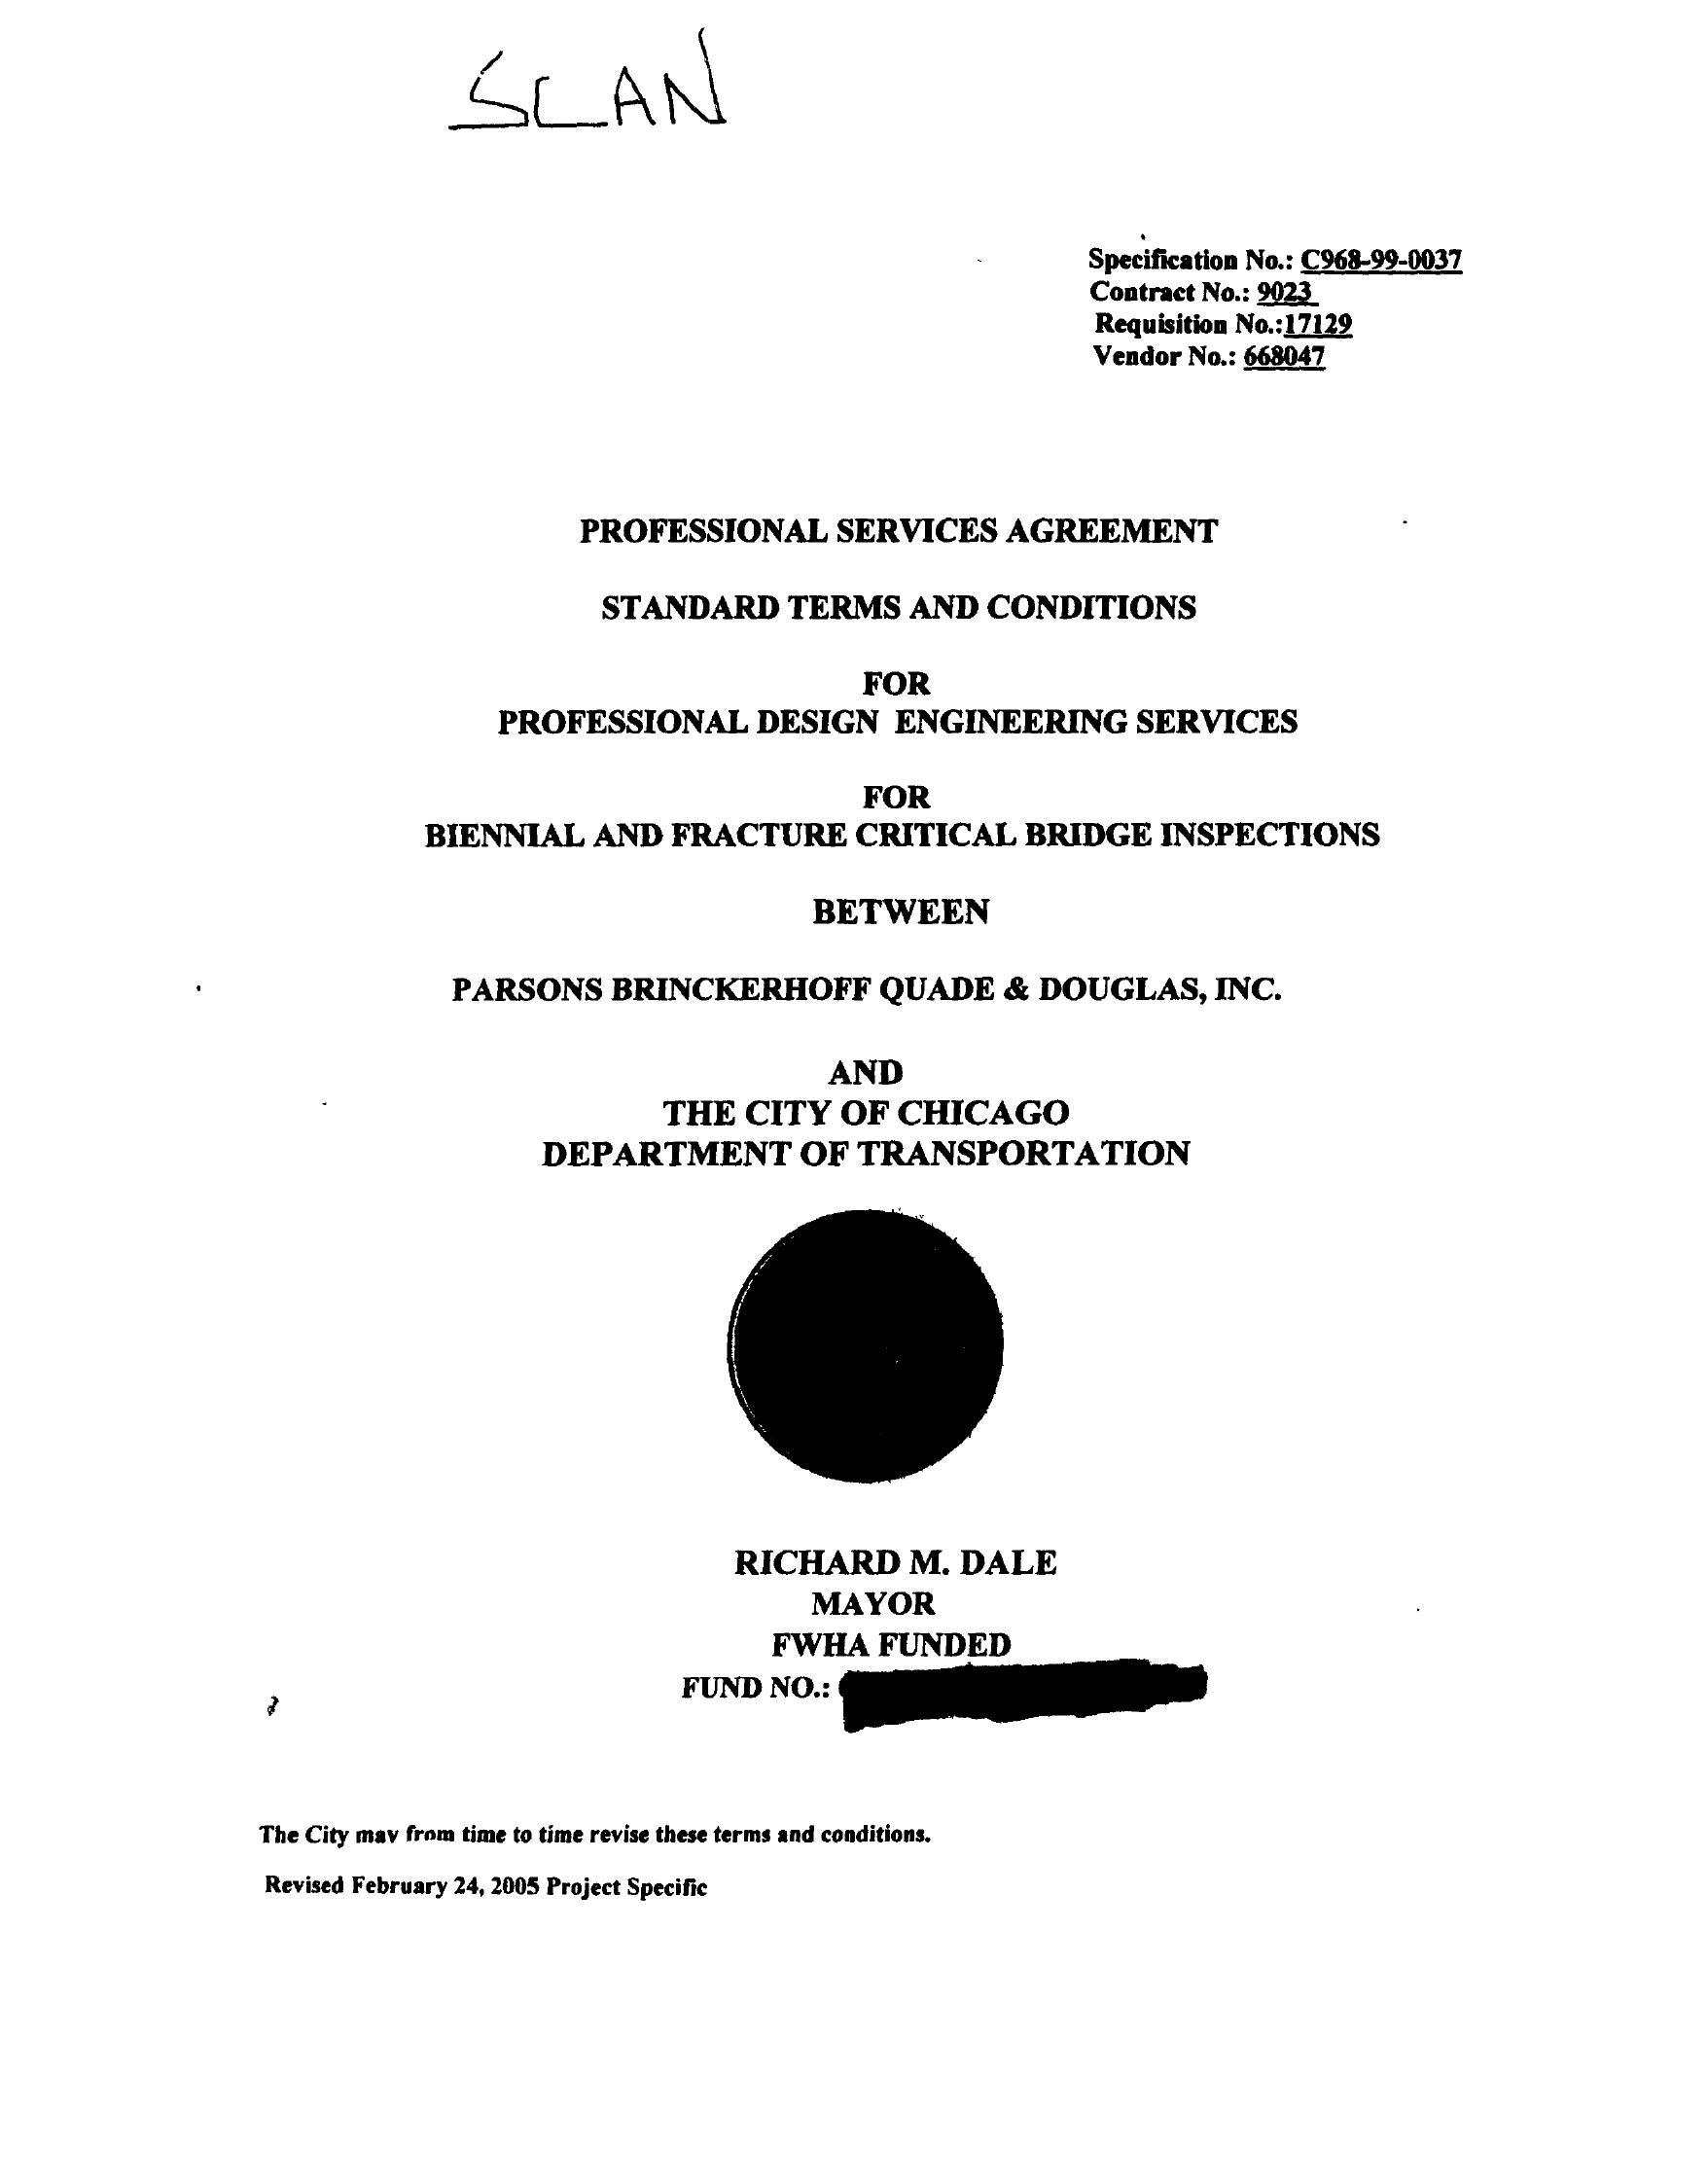 SCAN
Specification No.: C968-99-0037
Contract No.: 9023
Requisition No.:17129
Vendor No.: 668047
PROFESSIONAL SERVICES AGREEMENT
STANDARD TERMS AND CONDITIONS
FOR
PROFESSIONAL DESIGN ENGINEERING SERVICES
FOR
BIENNIAL AND FRACTURE CRITICAL BRIDGE INSPECTIONS
BETWEEN
PARSONS BRINCKERHOFF QUADE & DOUGLAS, INC.
AND
THE CITY OF CHICAGO
DEPARTMENT OF TRANSPORTATION
RICHARD M. DALE
MAYOR
FWHA FUNDED
FUND NO.:
The City may from time to time revise these terms and conditions.
Revised February 24, 2005 Project Specific